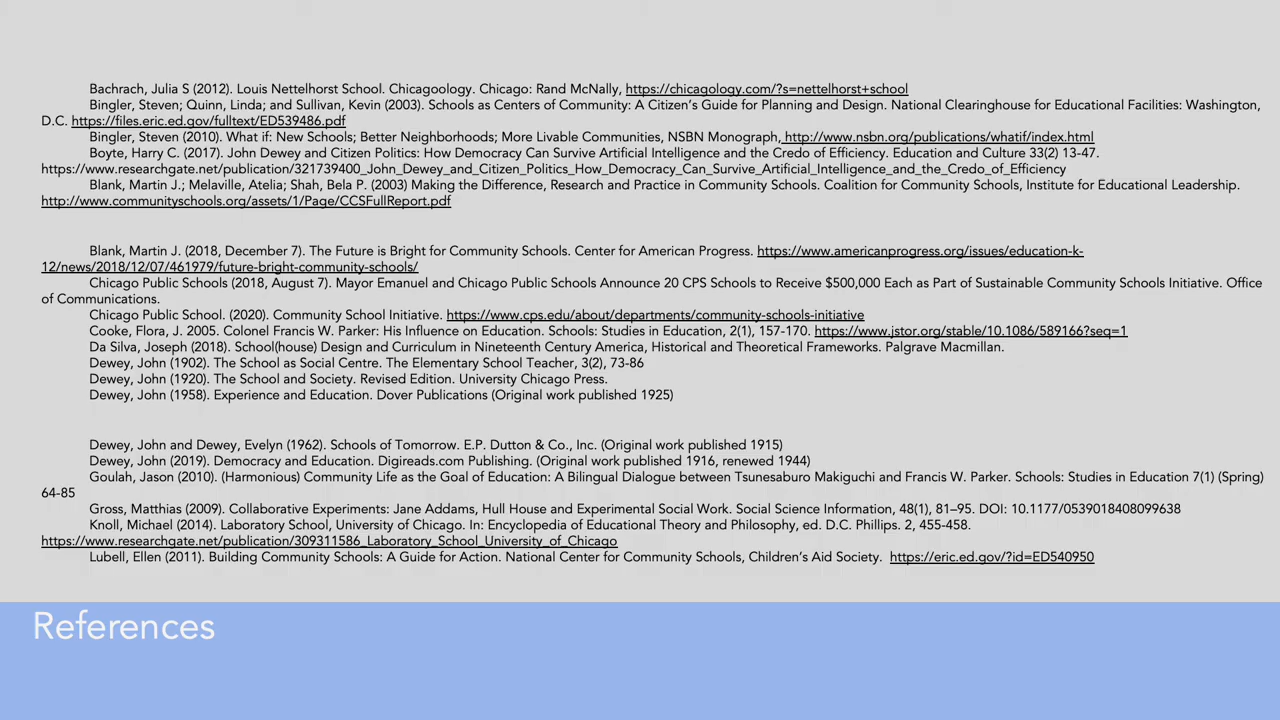 Bachrach, Julia S (2012). Louis Nettelhorst School. Chicagoology. Chicago: Rand McNally, https://chicagology.com/?s=nettelhorst+school
Bingler, Steven; Quinn, Linda; and Sullivan, Kevin (2003). Schools as Centers of Community: A Citizen's Guide for Planning and Design. National Clearinghouse for Educational Facilities: Washington,
D.C. https://files.eric.ed.gov/fulltext/ED539486.pdf
Bingler, Steven (2010). What if: New Schools; Better Neighborhoods; More Livable Communities, NSBN Monograph, http://www.nsbn.org/publications/whatif/index.html
Boyte, Harry C. (2017). John Dewey and Citizen Politics: How Democracy Can Survive Artificial Intelligence and the Credo of Efficiency. Education and Culture 33(2) 13-47.
https://www.researchgate.net/publication/321739400_John_Dewey_and_Citizen_Politics_How_Democracy_Can_Survive_Artificial_Intelligence_and_the_Credo_of_Efficiency
Blank, Martin J.; Melaville, Atelia; Shah, Bela P. (2003) Making the Difference, Research and Practice in Community Schools. Coalition for Community Schools, Institute for Educational Leadership.
http://www.communityschools.org/assets/1/Page/CCSFullReport.pdf
Blank, Martin J. (2018, December 7). The Future is Bright for Community Schools. Center for American Progress. https://www.americanprogress.org/issues/education-k-
12/news/2018/12/07/461979/future-bright-community-schools/
Chicago Public Schools (2018, August 7). Mayor Emanuel and Chicago Public Schools Announce 20 CPS Schools to Receive $500,000 Each as Part of Sustainable Community Schools Initiative. Office
of Communications.
Chicago Public School. (2020). Community School Initiative. https://www.cps.edu/about/departments/community-schools-initiative
Cooke, Flora, J. 2005. Colonel Francis W. Parker: His Influence on Education. Schools: Studies in Education, 2(1), 157-170. https://www.jstor.org/stable/10.1086/589166?seq=1
Da Silva, Joseph (2018). School(house) Design and Curriculum in Nineteenth Century America, Historical and Theoretical Frameworks. Palgrave Macmillan.
Dewey, John (1902). The School as Social Centre. The Elementary School Teacher, 3(2), 73-86
Dewey, John (1920). The School and Society. Revised Edition. University Chicago Press.
Dewey, John (1958). Experience and Education. Dover Publications (Original work published 1925)
Dewey, John and Dewey, Evelyn (1962). Schools of Tomorrow. E.P. Dutton & Co., Inc. (Original work published 1915)
Dewey, John (2019). Democracy and Education. Digireads.com Publishing. (Original work published 1916, renewed 1944)
Goulah, Jason (2010). (Harmonious) Community Life as the Goal of Education: A Bilingual Dialogue between Tsunesaburo Makiguchi and Francis W. Parker. Schools: Studies in Education 7(1) (Spring)
64-85
Gross, Matthias (2009). Collaborative Experiments: Jane Addams, Hull House and Experimental Social Work. Social Science Information, 48(1), 81–95. DOI: 10.1177/0539018408099638
Knoll, Michael (2014). Laboratory School, University of Chicago. In: Encyclopedia of Educational Theory and Philosophy, ed. D.C. Phillips. 2, 455-458.
https://www.researchgate.net/publication/309311586_Laboratory_School_University_of_Chicago
Lubell, Ellen (2011). Building Community Schools: A Guide for Action. National Center for Community Schools, Children's Aid Society. https://eric.ed.gov/?id=ED540950
References